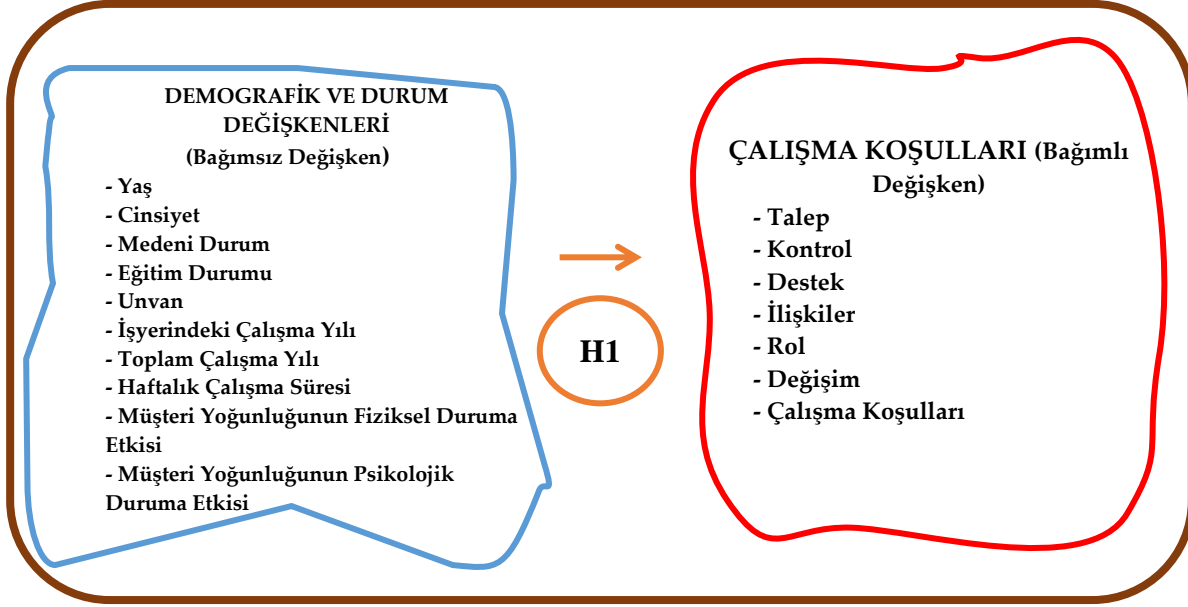 DEMOGRAFİK VE DURUM
DEĞİŞKENLERİ
(Bağımsız Değişken)
- Yaş
- Cinsiyet
- Medeni Durum
- Eğitim Durumu
- Unvan
- İşyerindeki Çalışma Yılı
- Toplam Çalışma Yılı
- Haftalık Çalışma Süresi
- Müşteri Yoğunluğunun Fiziksel Duruma
Etkisi
- Müşteri Yoğunluğunun Psikolojik
Duruma Etkisi
H1
ÇALIŞMA KOŞULLARI (Bağımlı
Değişken)
- Talep
- Kontrol
- Destek
- İlişkiler
- Rol
- Değişim
- Çalışma Koşulları